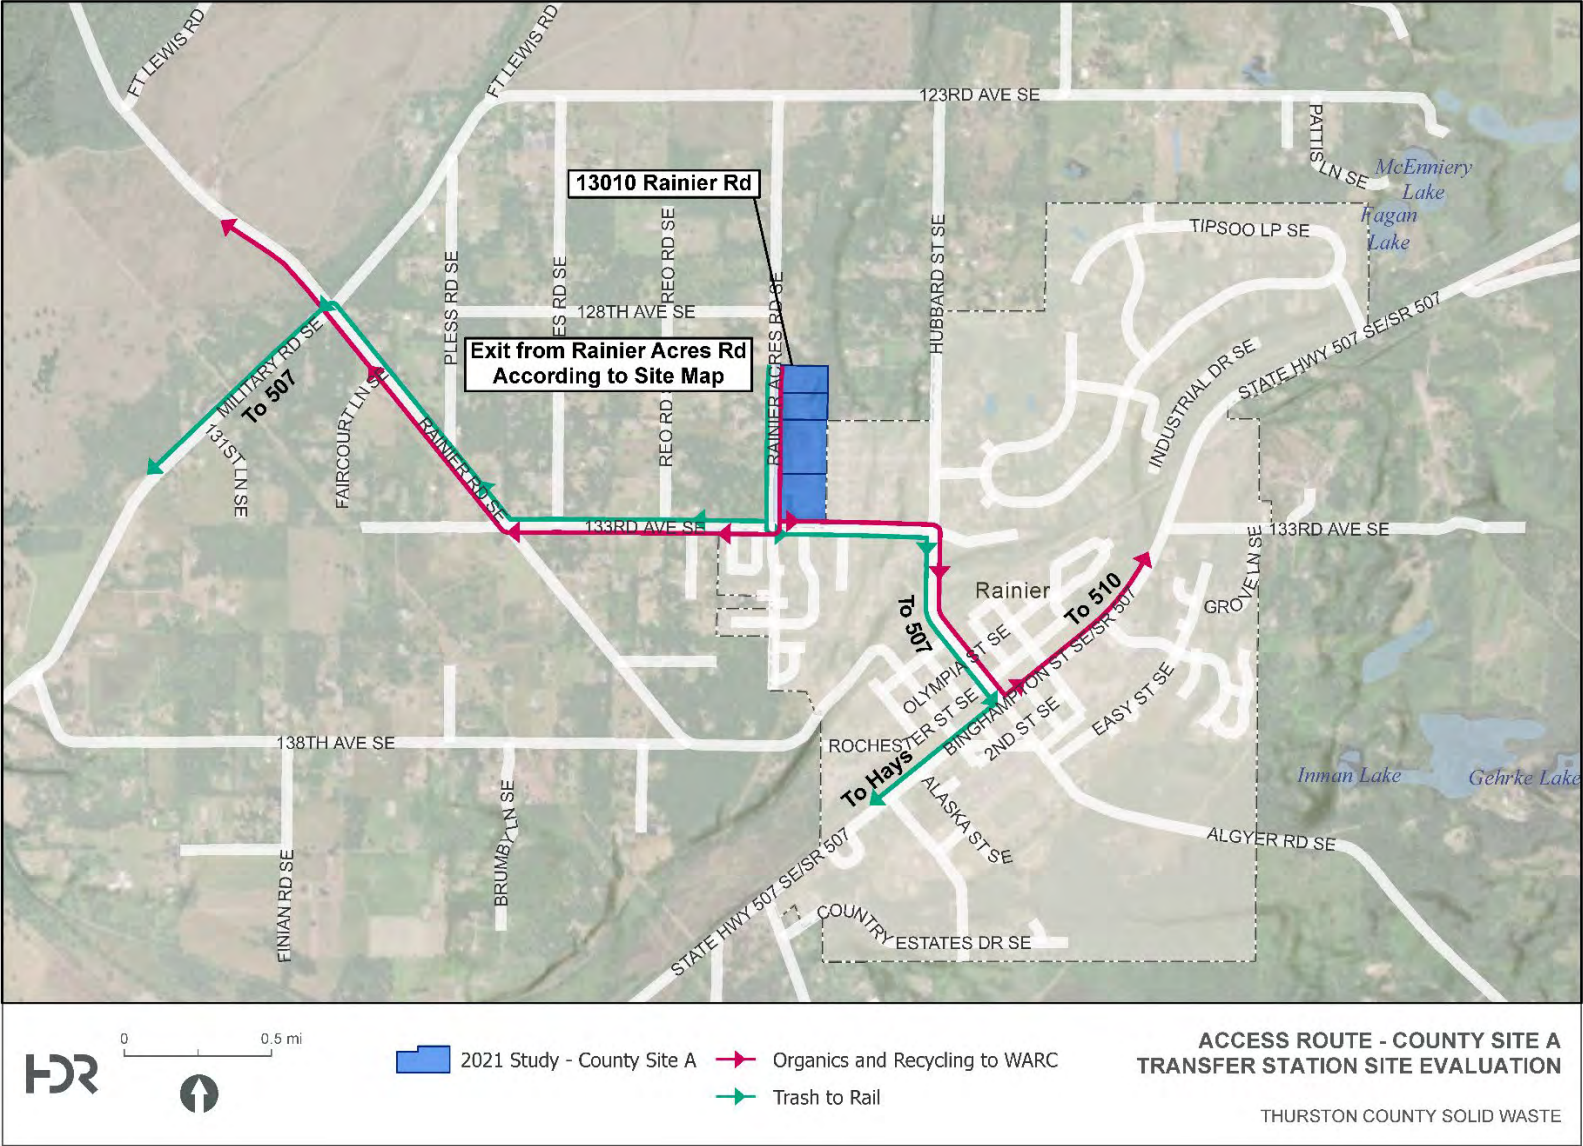 FT LEWIS RD
FT LEWIS RD
123RD AVE SE
PATTIS LN SE
McEnniery
Lake
Fagan
Lake
13010 Rainier Rd
REO RD SE
HUBBARD ST SE
TIPSOO LP SE
PLESS RD SE
ES RD SE
128TH AVE SE
RAINIER ACRES RD SE
STATE HWY 507 SE/SR 507
MILITARY RD SE
To 507
Exit from Rainier Acres Rd
According to Site Map
INDUSTRIAL DR SE
131ST LN SE
FAIRCOURT LN S
RAINIER RD SE
REO RD
133RD AVE SE
133RD AVE SE
Rainier
To 507
To 510
GROVE LN SE
OLYMPIA ST SE
BINGHAMPTON ST SE/SR 507
ROCHESTER ST SE
2ND ST SE
EASY ST SE
138TH AVE SE
To Hays
ALASKA ST SE
Inman Lake
Gehrke Lake
ALGYER RD SE
FINIAN RD SE
BRUMBY LN SE
STATE HWY 507 SE/SR 507
COUNTRY ESTATES DR SE
HDR
0 0.5 mi
2021 Study - County Site A
Organics and Recycling to WARC
Trash to Rail
ACCESS ROUTE - COUNTY SITE A
TRANSFER STATION SITE EVALUATION
THURSTON COUNTY SOLID WASTE